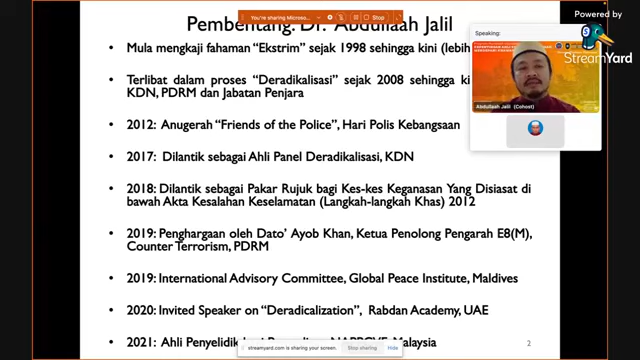 You're sharing Microso...
Stop
Powered by
StreamYard
Pembentang: Dr. Abdullaah Jalil
Speaking:
Abdullaah Jalil (Cohost)
Mula mengkaji fahaman "Ekstrim" sejak 1998 sehingga kini (lebih
Terlibat dalam proses "Deradikalisasi" sejak 2008 sehingga ki
KDN, PDRM dan Jabatan Penjara
2012: Anugerah "Friends of the Police", Hari Polis Kebangsaan
2017: Dilantik sebagai Ahli Panel Deradikalisasi, KDN
2018: Dilantik sebagai Pakar Rujuk bagi Kes-kes Keganasan Yang Disiasat di
bawah Akta Kesalahan Keselamatan (Langkah-langkah Khas) 2012
2019: Penghargaan oleh Dato' Ayob Khan, Ketua Penolong Pengarah E8(M),
Counter Terrorism, PDRM
2019: International Advisory Committee, Global Peace Institute, Maldives
2020: Invited Speaker on "Deradicalization", Rabdan Academy, UAE
2021: Ahli Penyelidik Malaysia
streamyard.com is sharing your screen.
Stop sharing
Hide
2